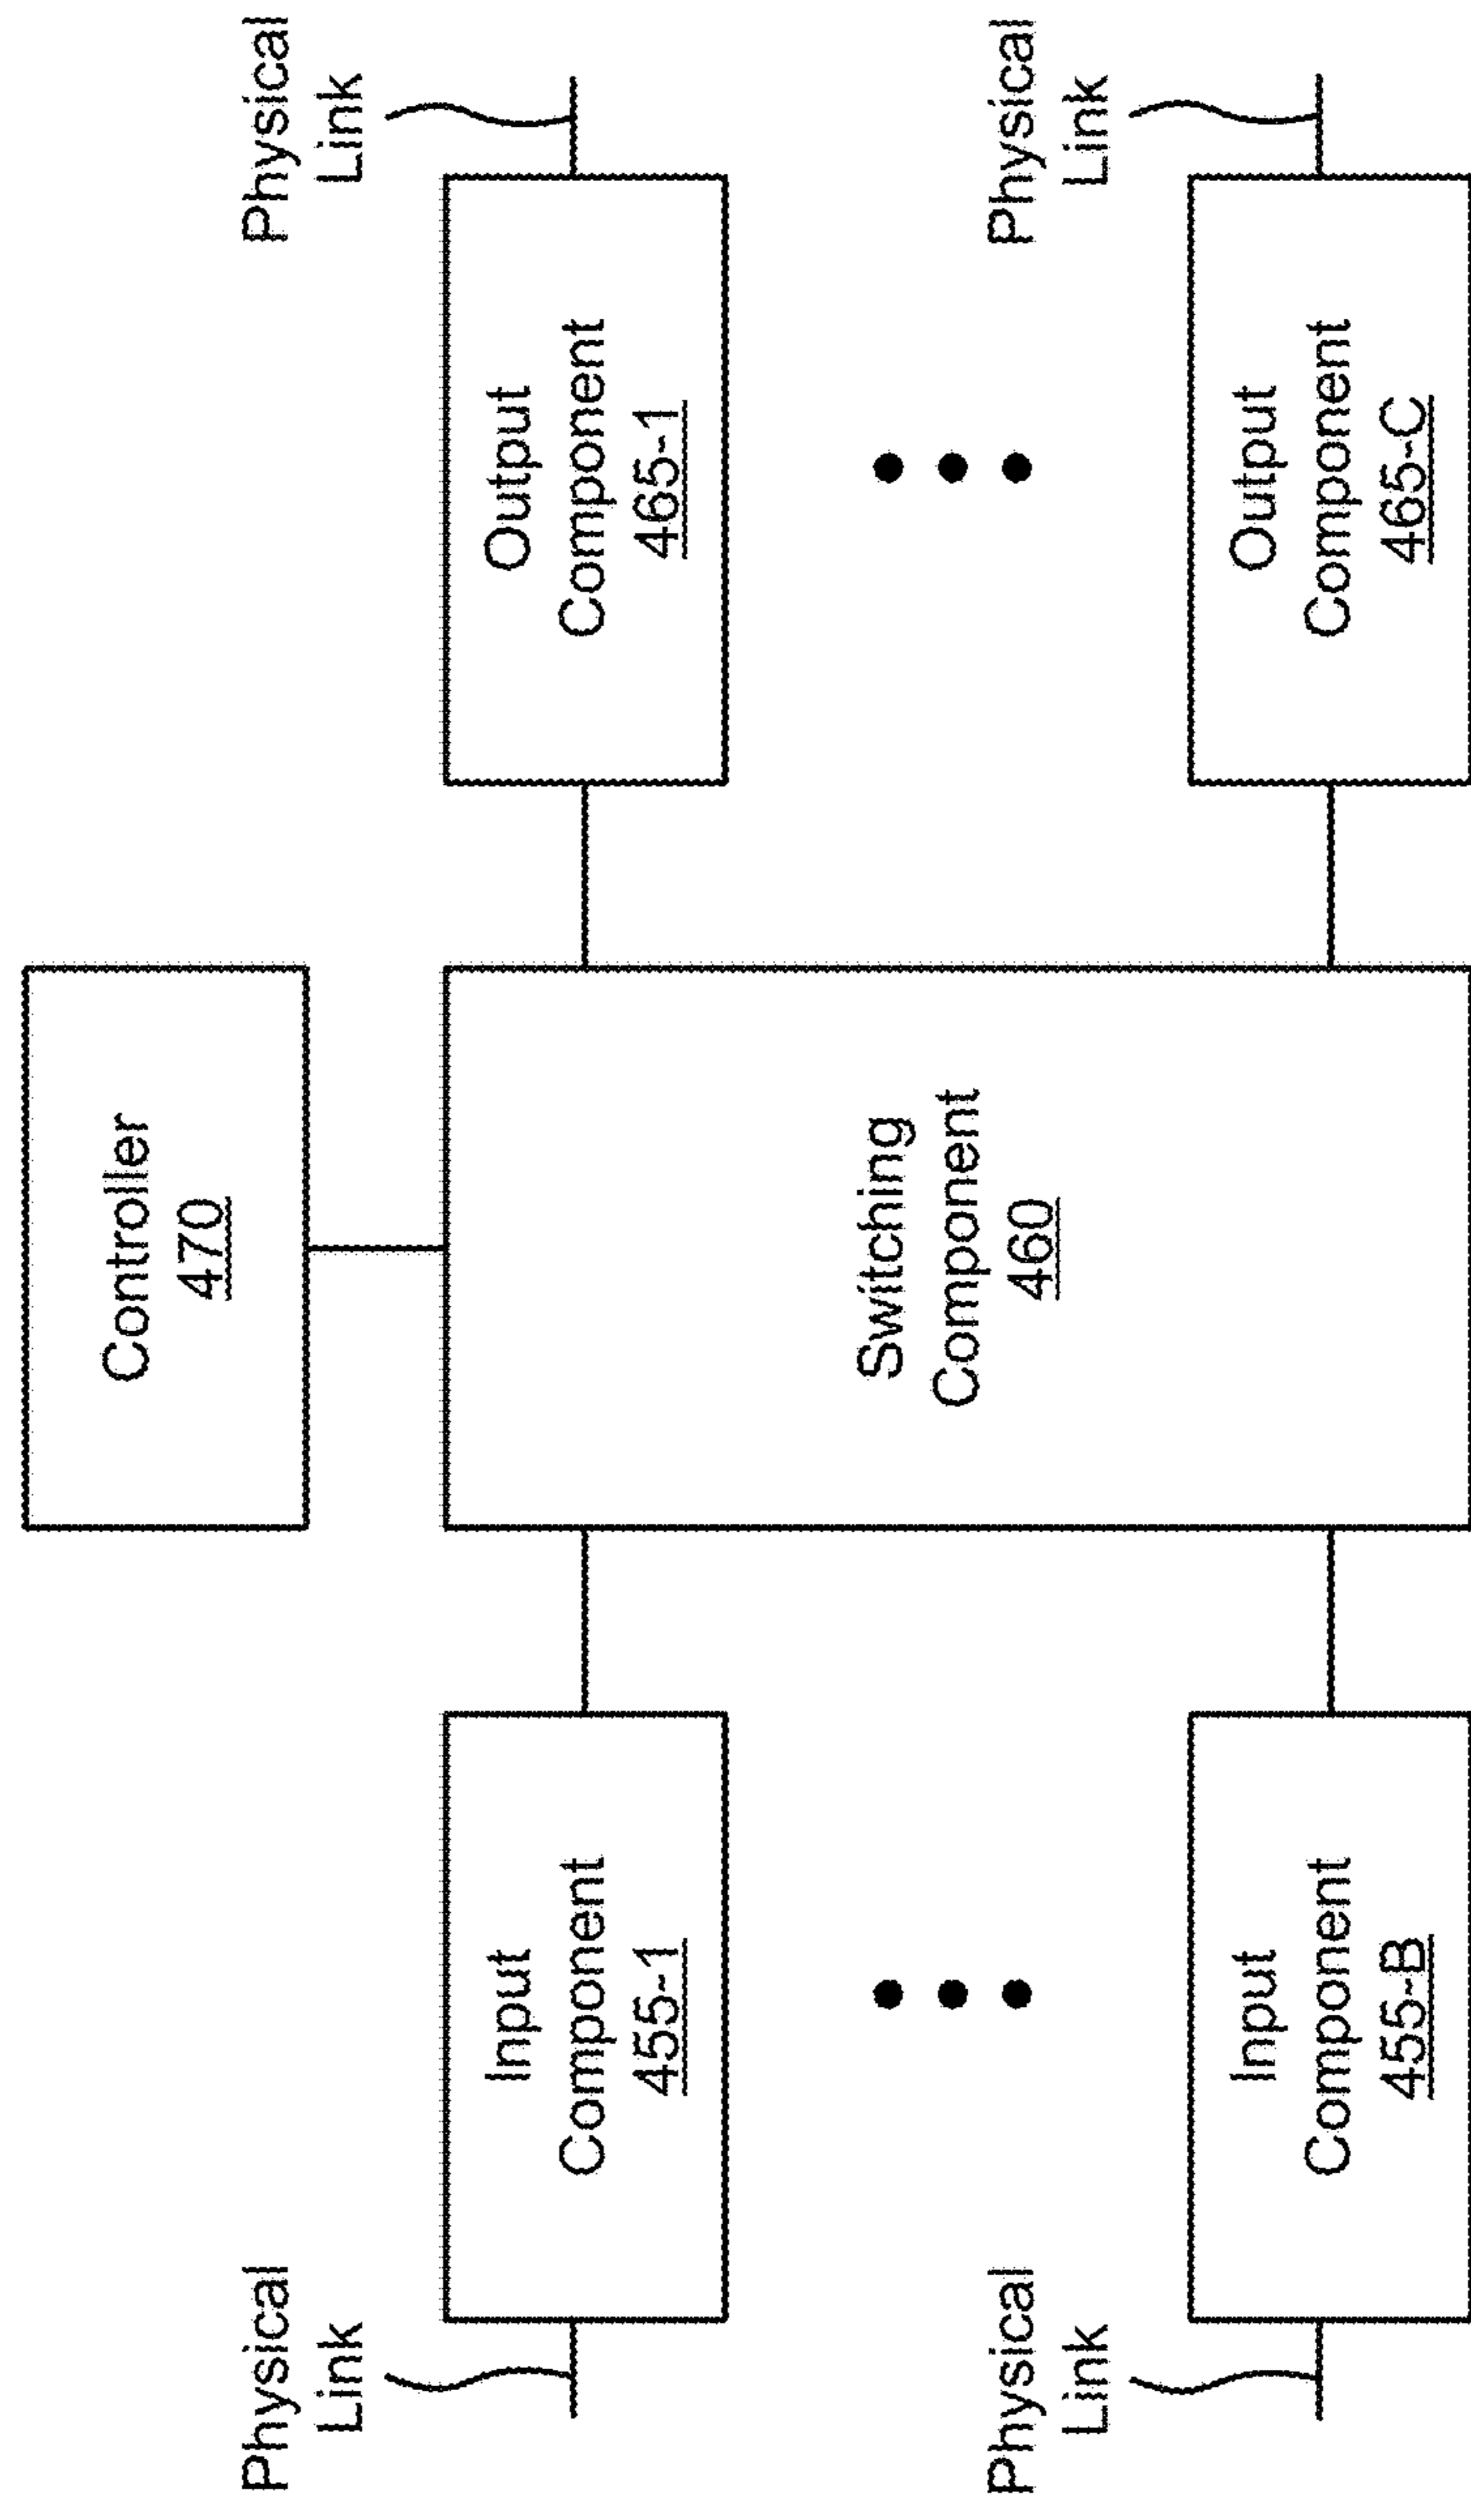 Controller
470
Physical
Link
Input
Component
455-1
Physical
Link
Output
Component
465-1
Switching
Component
460
Physical
Link
Input
Component
455-B
Physical
Link
Output
Component
465-C